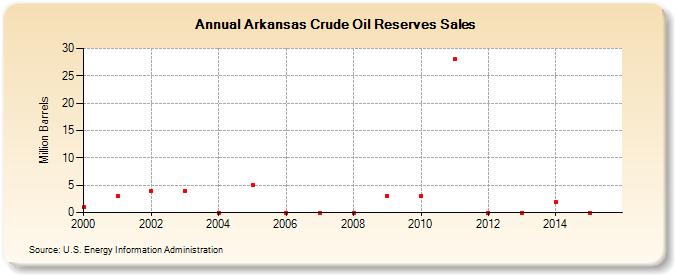 Annual Arkansas Crude Oil Reserves Sales
Million Barrels
30
25
20
15
10
5
0
2000 2002 2004 2006 2008 2010 2012 2014
Source: U.S. Energy Information Administration